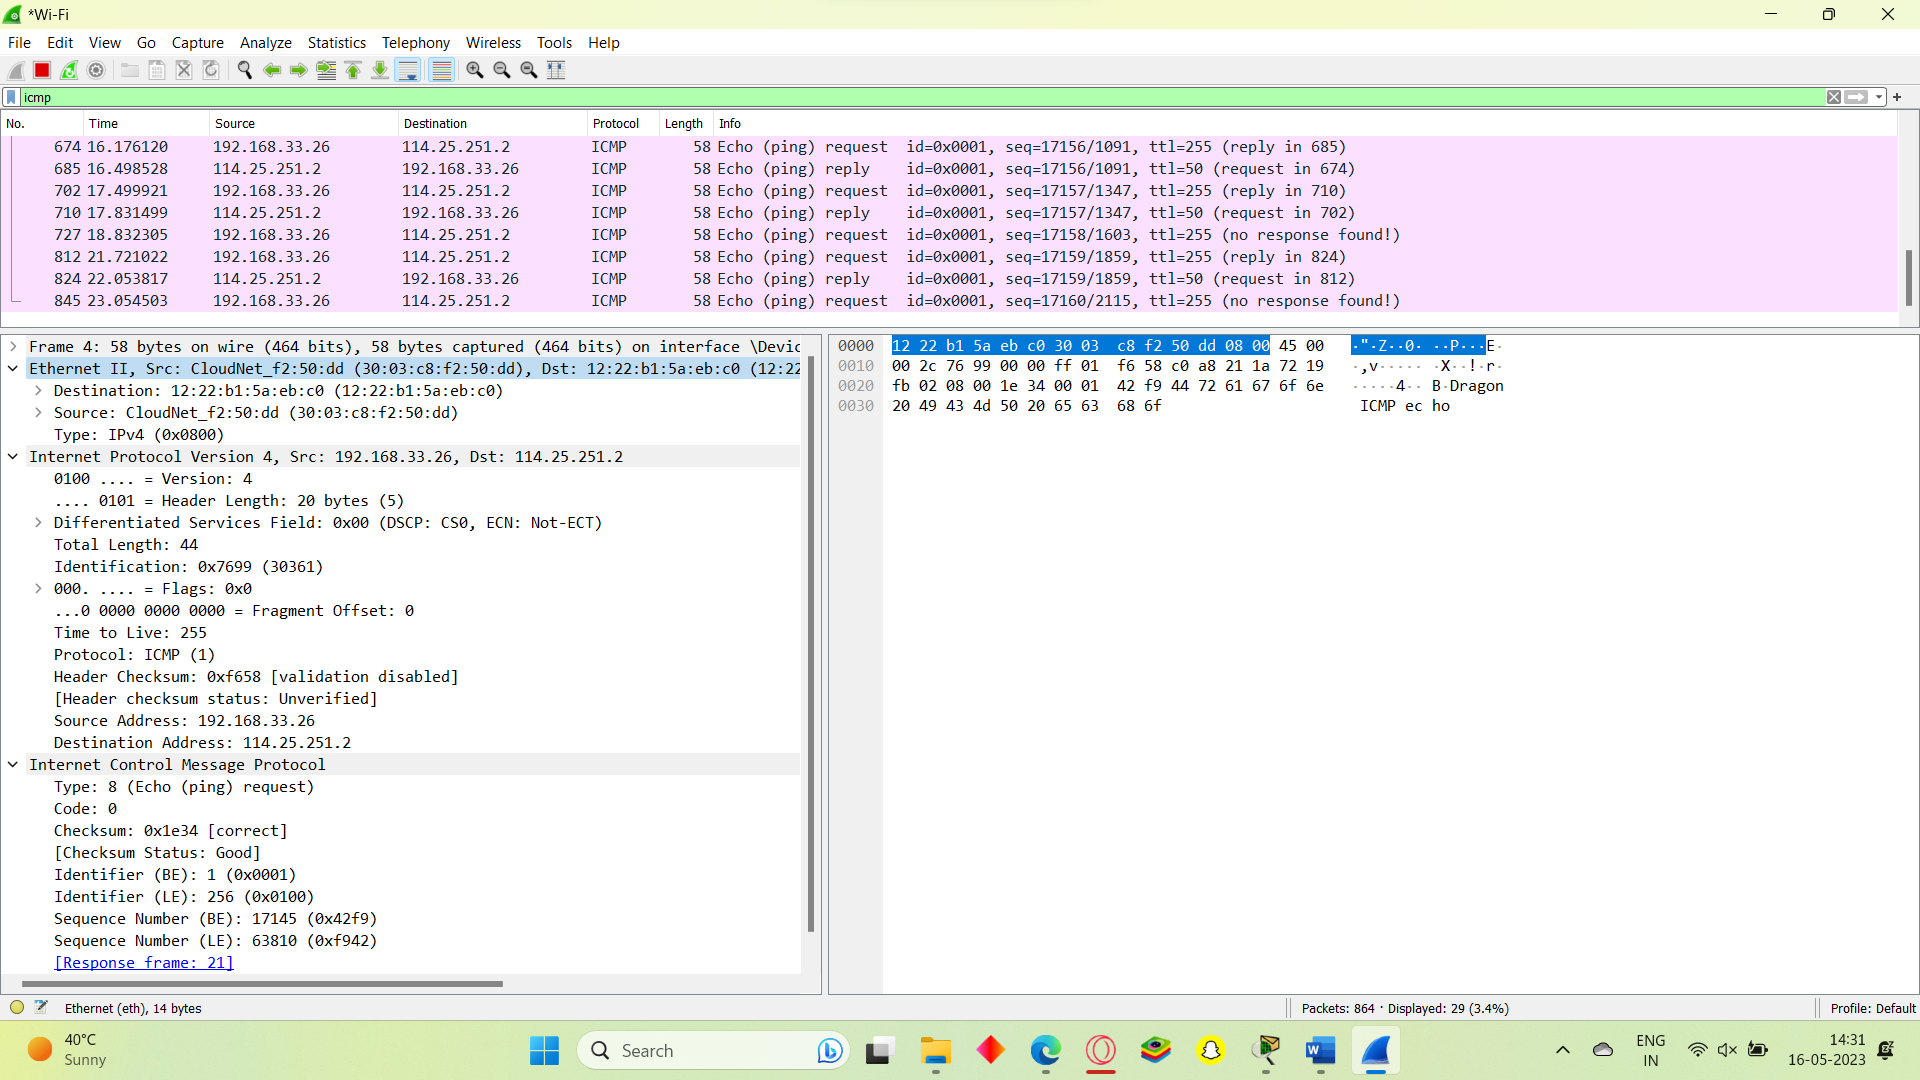 *Wi-Fi
File Edit View Go Capture Analyze Statistics Telephony Wireless Tools Help
icmp
No. Time Source Destination Protocol Length Info
674 16.176120 192.168.33.26 114.25.251.2 ICMP 58 Echo (ping) request id=0x0001, seq=17156/1091, ttl=255 (reply in 685)
685 16.498528 114.25.251.2 192.168.33.26 ICMP 58 Echo (ping) reply id=0x0001, seq=17156/1091, ttl=50 (request in 674)
702 17.499921 192.168.33.26 114.25.251.2 ICMP 58 Echo (ping) request id=0x0001, seq=17157/1347, ttl=255 (reply in 710)
710 17.831499 114.25.251.2 192.168.33.26 ICMP 58 Echo (ping) reply id=0x0001, seq=17157/1347, ttl=50 (request in 702)
727 18.832305 192.168.33.26 114.25.251.2 ICMP 58 Echo (ping) request id=0x0001, seq=17158/1603, ttl=255 (no response found!)
812 21.721022 192.168.33.26 114.25.251.2 ICMP 58 Echo (ping) request id=0x0001, seq=17159/1859, ttl=255 (reply in 824)
824 22.053817 114.25.251.2 192.168.33.26 ICMP 58 Echo (ping) reply id=0x0001, seq=17159/1859, ttl=50 (request in 812)
845 23.054503 192.168.33.26 114.25.251.2 ICMP 58 Echo (ping) request id=0x0001, seq=17160/2115, ttl=255 (no response found!)
Frame 4: 58 bytes on wire (464 bits), 58 bytes captured (464 bits) on interface \Devic
Ethernet II, Src: CloudNet_f2:50:dd (30:03:c8:f2:50:dd), Dst: 12:22:b1:5a:eb:c0 (12:22
Destination: 12:22:b1:5a:eb:c0 (12:22:b1:5a:eb:c0)
Source: CloudNet_f2:50:dd (30:03:c8:f2:50:dd)
Type: IPv4 (0x0800)
Internet Protocol Version 4, Src: 192.168.33.26, Dst: 114.25.251.2
0100 .... = Version: 4
.... 0101 = Header Length: 20 bytes (5)
Differentiated Services Field: 0x00 (DSCP: CS0, ECN: Not-ECT)
Total Length: 44
Identification: 0x7699 (30361)
000. .... = Flags: 0x0
...0 0000 0000 0000 = Fragment Offset: 0
Time to Live: 255
Protocol: ICMP (1)
Header Checksum: 0xf658 [validation disabled]
[Header checksum status: Unverified]
Source Address: 192.168.33.26
Destination Address: 114.25.251.2
Internet Control Message Protocol
Type: 8 (Echo (ping) request)
Code: 0
Checksum: 0x1e34 [correct]
[Checksum Status: Good]
Identifier (BE): 1 (0x0001)
Identifier (LE): 256 (0x0100)
Sequence Number (BE): 17145 (0x42f9)
Sequence Number (LE): 63810 (0xf942)
[Response frame: 21]
0000 12 22 b1 5a eb c0 30 03 c8 f2 50 dd 08 00 45 00 ·"·Z··0· ··P···E·
0010 00 2c 76 99 00 00 ff 01 f6 58 c0 a8 21 1a 72 19 ·,v····· ·X··!·r·
0020 fb 02 08 00 1e 34 00 01 42 f9 44 72 61 67 6f 6e ·····4·· B·Dragon
0030 20 49 43 4d 50 20 65 63 68 6f ICMP ec ho
Ethernet (eth), 14 bytes
Packets: 864 · Displayed: 29 (3.4%)
Profile: Default
40°C
Sunny
Search
ENG
IN
14:31
16-05-2023